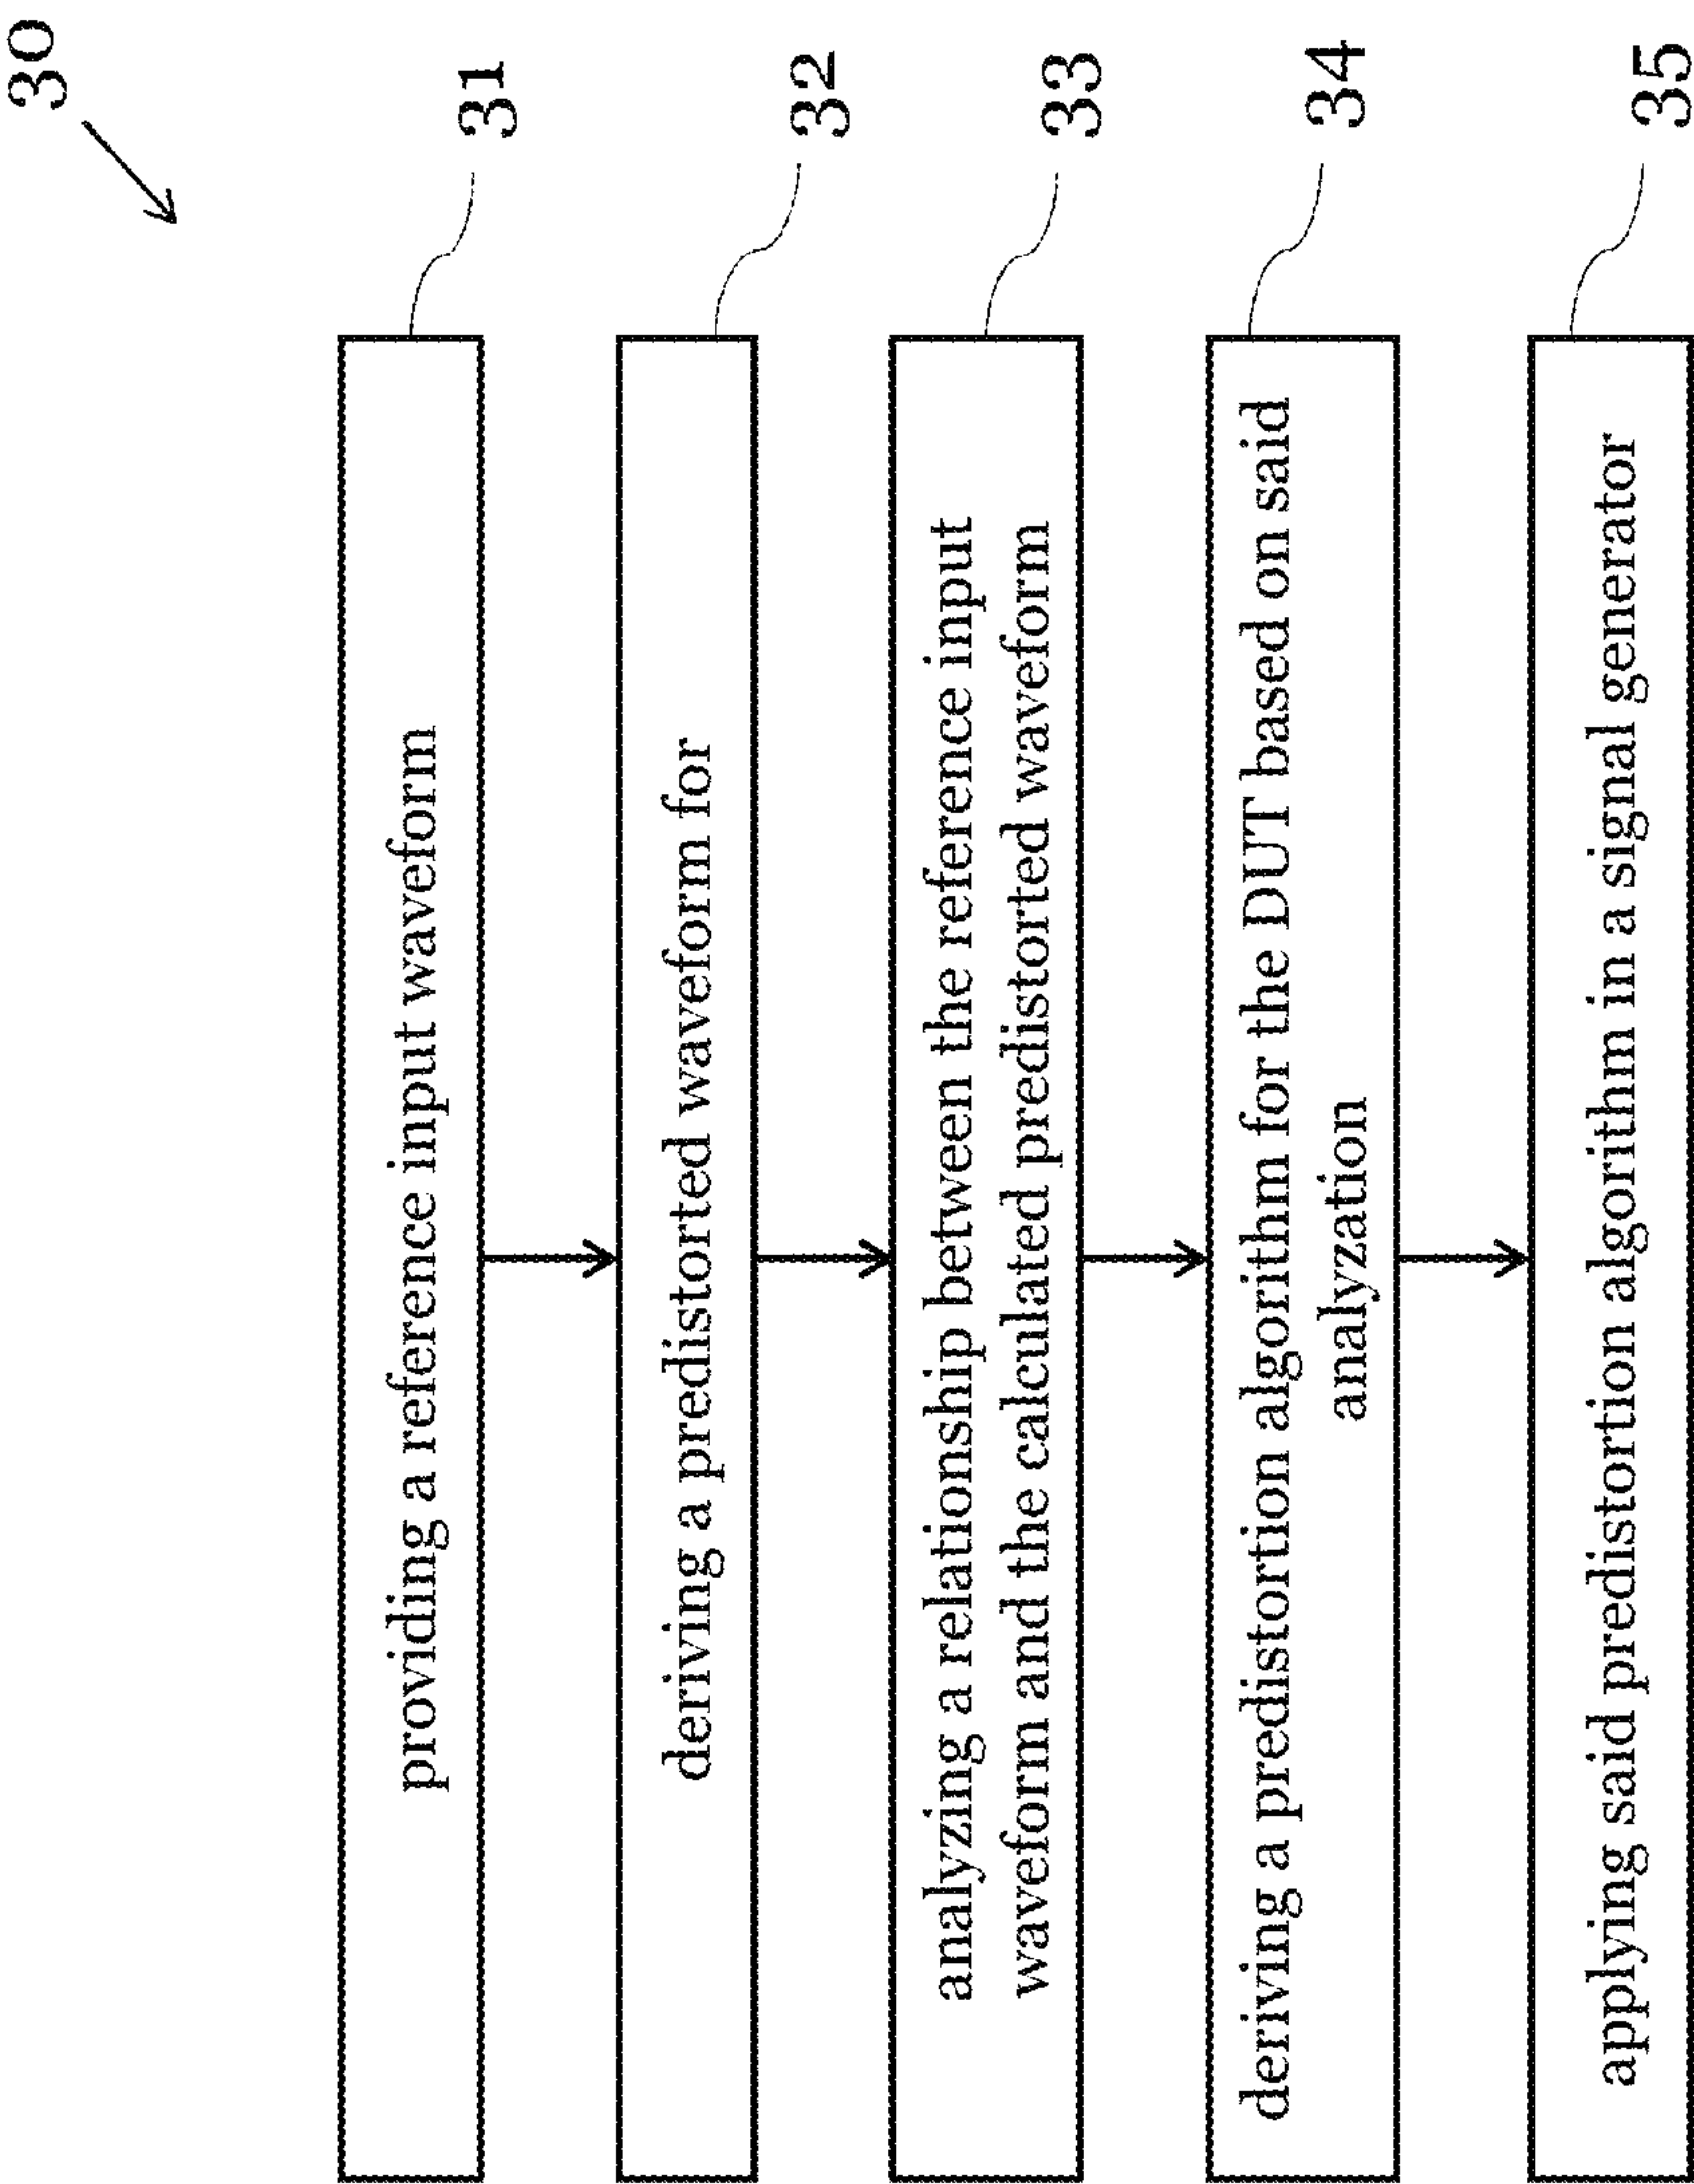 30
providing a reference input waveform
31
deriving a predistorted waveform for
32
analyzing a relationship between the reference input
waveform and the calculated predistorted waveform
33
deriving a predistortion algorithm for the DUT based on said
analyzation
34
applying said predistortion algorithm in a signal generator
35